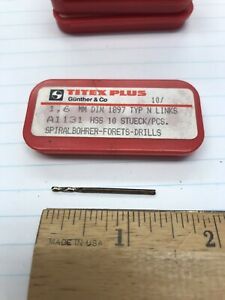 TITEX PLUS
Günther & Co
10/
1,6 MM DIN 1897 TYP N LINKS
A1131 HSS 10 STUECK/PCS.
SPIRALBOHRER-FORETS-DRILLS
1 2
MADE IN USA